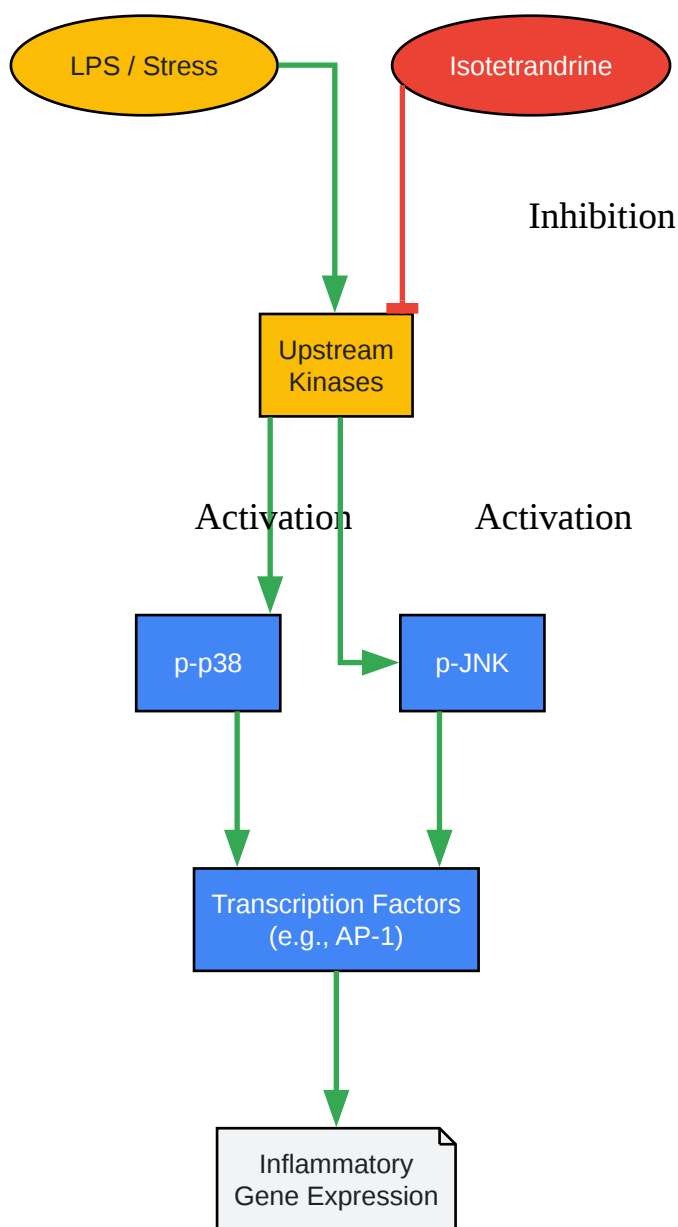 LPS / Stress
Isotetrandrine
Inhibition
Upstream
Kinases
Activation
Activation
p-p38
p-JNK
Transcription Factors
(e.g., AP-1)
Inflammatory
Gene Expression